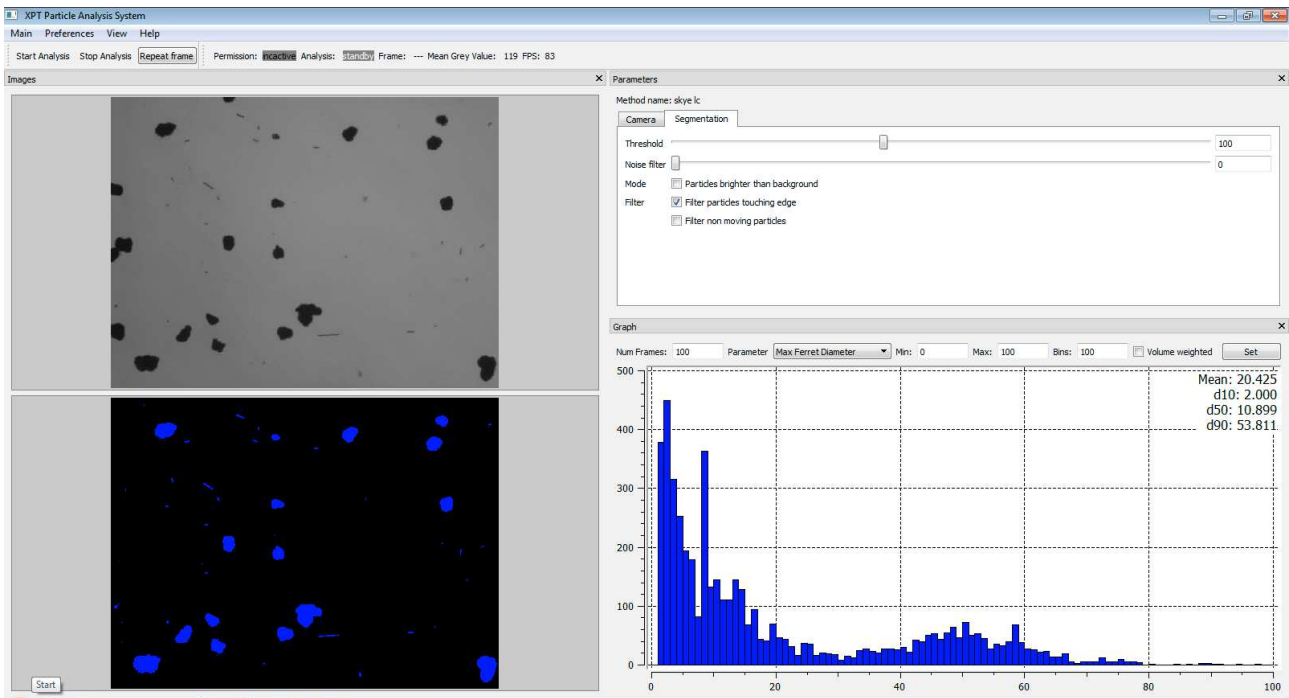 XPT Particle Analysis System
Main Preferences View Help
Start Analysis Stop Analysis Repeat frame Permission: incactive Analysis: standby Frame: --- Mean Grey Value: 119 FPS: 83
Images
Parameters
Method name: skye lc
Camera Segmentation
Threshold 100
Noise filter 0
Mode Particles brighter than background
Filter Filter particles touching edge
Filter non moving particles
Graph
Num Frames: 100 Parameter Max Ferret Diameter Min: 0 Max: 100 Bins: 100 Volume weighted Set
Mean: 20.425
d10: 2.000
d50: 10.899
d90: 53.811
500
400
300
200
100
0
0 20 40 60 80 100
Start